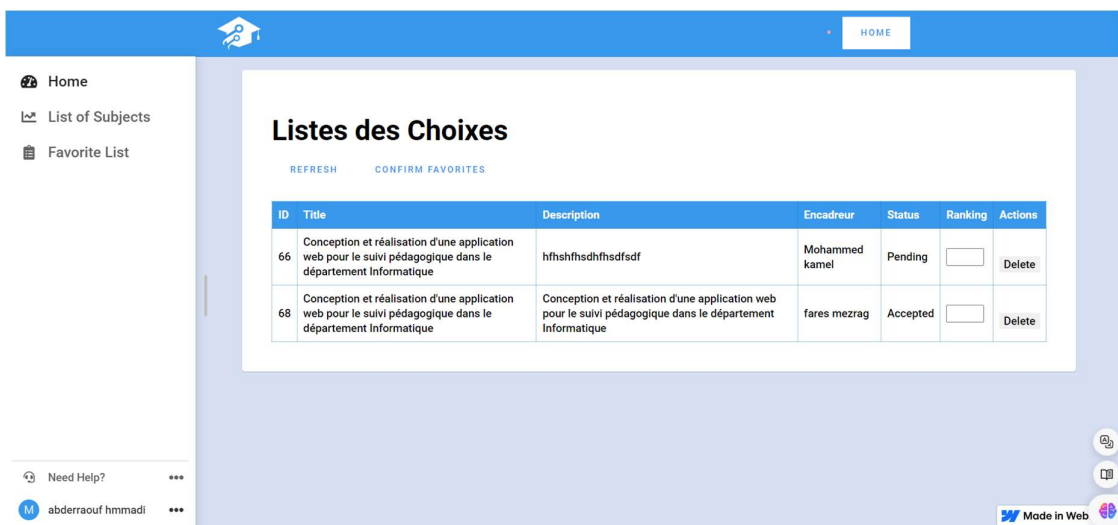 HOME
Home
List of Subjects
Favorite List
Listes des Choixes
REFRESH CONFIRM FAVORITES
ID Title Description Encadreur Status Ranking Actions
Conception et réalisation d'une application
66 web pour le suivi pédagogique dans le hfhshfhsdhfhsdfsdf Mohammed kamel Pending Delete
département Informatique
Conception et réalisation d'une application Conception et réalisation d'une application web
68 web pour le suivi pédagogique dans le pour le suivi pédagogique dans le département fares mezrag Accepted Delete
département Informatique Informatique
Need Help?
M abderraouf hmmadi
Made in Web